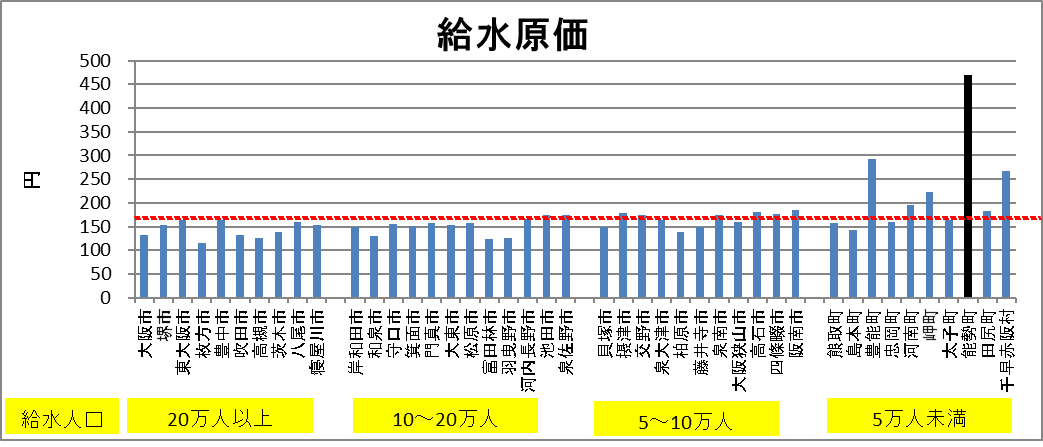 給水原価
500
450
400
350
300
250
200
150
100
50
0
円
大阪市
堺市
東大阪市
枚方市
豊中市
吹田市
高槻市
茨木市
八尾市
寝屋川市
岸和田市
和泉市
守口市
箕面市
門真市
大東市
松原市
富田林市
羽曳野市
河内長野市
池田市
泉佐野市
貝塚市
摂津市
交野市
泉大津市
柏原市
藤井寺市
泉南市
大阪狭山市
高石市
四條畷市
阪南市
熊取町
島本町
豊能町
忠岡町
河南町
岬町
太子町
能勢町
田尻町
千早赤阪村
給水人口
20万人以上
10～20万人
5～10万人
5万人未満